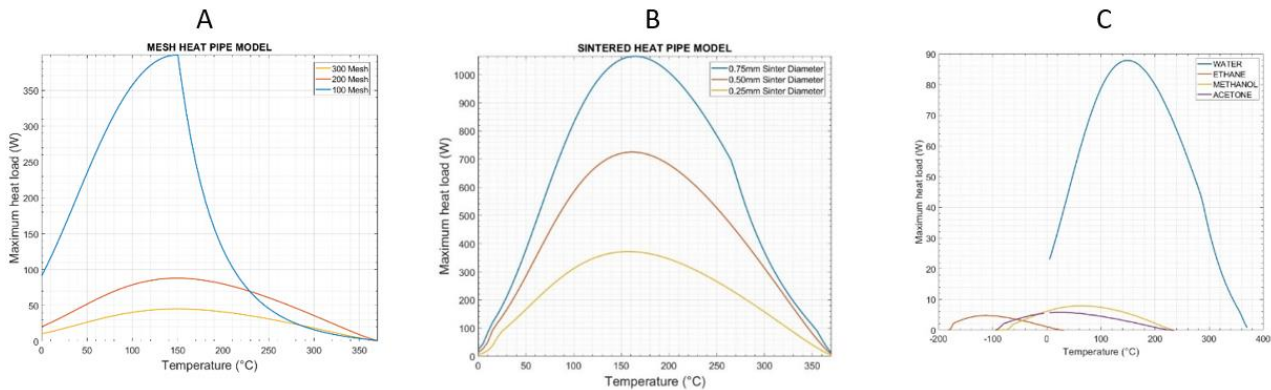 A
MESH HEAT PIPE MODEL
Maximum heat load (W)
350
300
250
200
150
100
50
0
0 50 100 150 200 250 300 350
Temperature (°C)
300 Mesh
200 Mesh
100 Mesh
B
SINTERED HEAT PIPE MODEL
Maximum heat load (W)
1000
900
800
700
600
500
400
300
200
100
0
0 50 100 150 200 250 300 350
Temperature (°C)
0.75mm Sinter Diameter
0.50mm Sinter Diameter
0.25mm Sinter Diameter
C
Maximum heat load (W)
90
80
70
60
50
40
30
20
10
0
-200 -100 0 100 200 300 400
Temperature (°C)
WATER
ETHANE
METHANOL
ACETONE